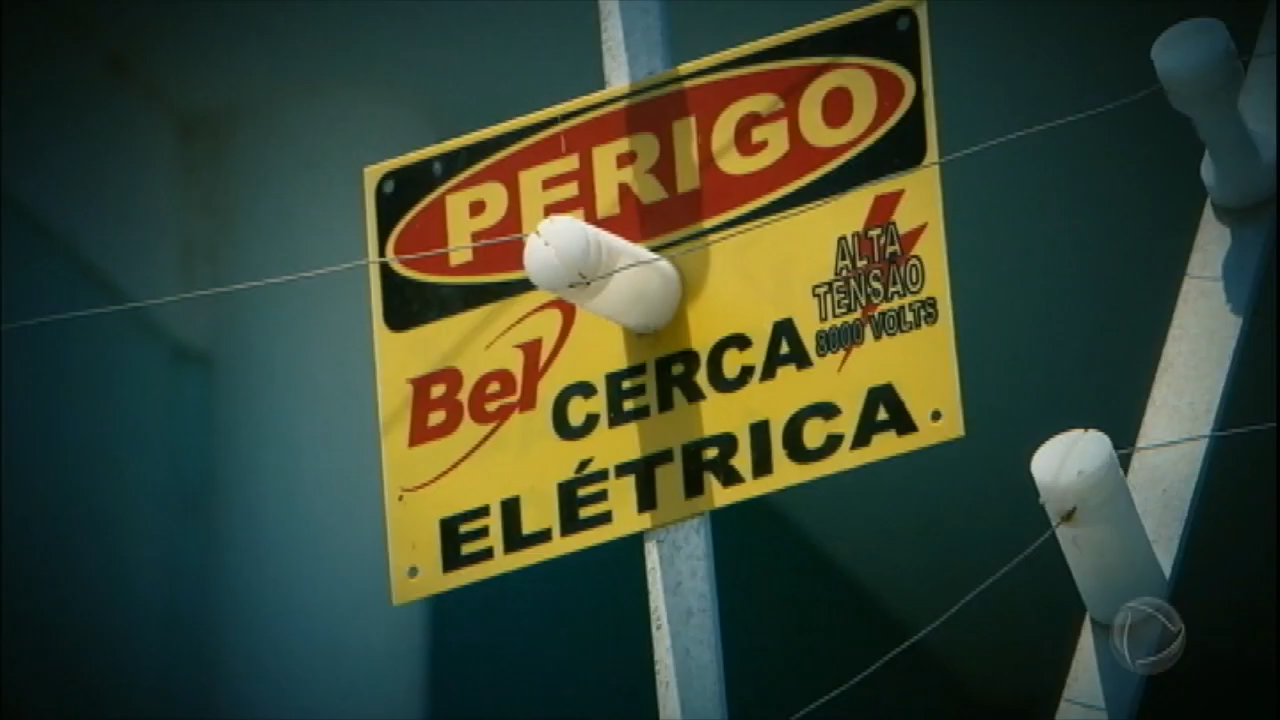 PERIGO
ALTA
TENSAO
8000 VOLTS
Bel
CERCA
ELÉTRICA